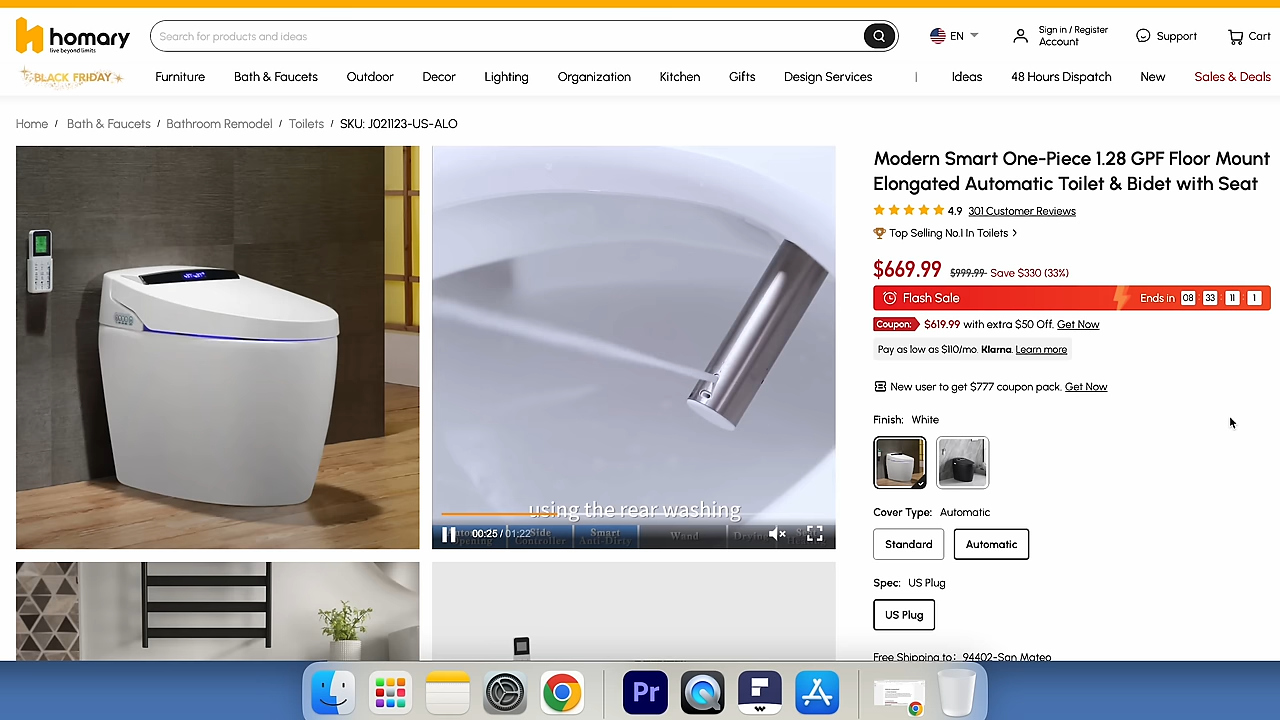 homary
live beyond limits
Search for products and ideas
EN
Sign in / Register
Account
Support
Cart
BLACK FRIDAY
Furniture
Bath & Faucets
Outdoor
Decor
Lighting
Organization
Kitchen
Gifts
Design Services
|
Ideas
48 Hours Dispatch
New
Sales & Deals
Home / Bath & Faucets / Bathroom Remodel / Toilets / SKU: J021123-US-ALO
Modern Smart One-Piece 1.28 GPF Floor Mount
Elongated Automatic Toilet & Bidet with Seat
4.9 301 Customer Reviews
Top Selling No.1 In Toilets >
$669.99 $999.99 Save $330 (33%)
Flash Sale
Ends in 08 : 33 : 11 : 1
Coupon: $619.99 with extra $50 Off. Get Now
Pay as low as $110/mo. Klarna. Learn more
New user to get $777 coupon pack. Get Now
Finish: White
Cover Type: Automatic
Standard
Automatic
Spec: US Plug
US Plug
Free Shipping to: 94402-San Mateo
using the rear washing
00:25 / 01:22
Opening
Side
Controller
Smart
Anti-Dirty
Wand
Pr